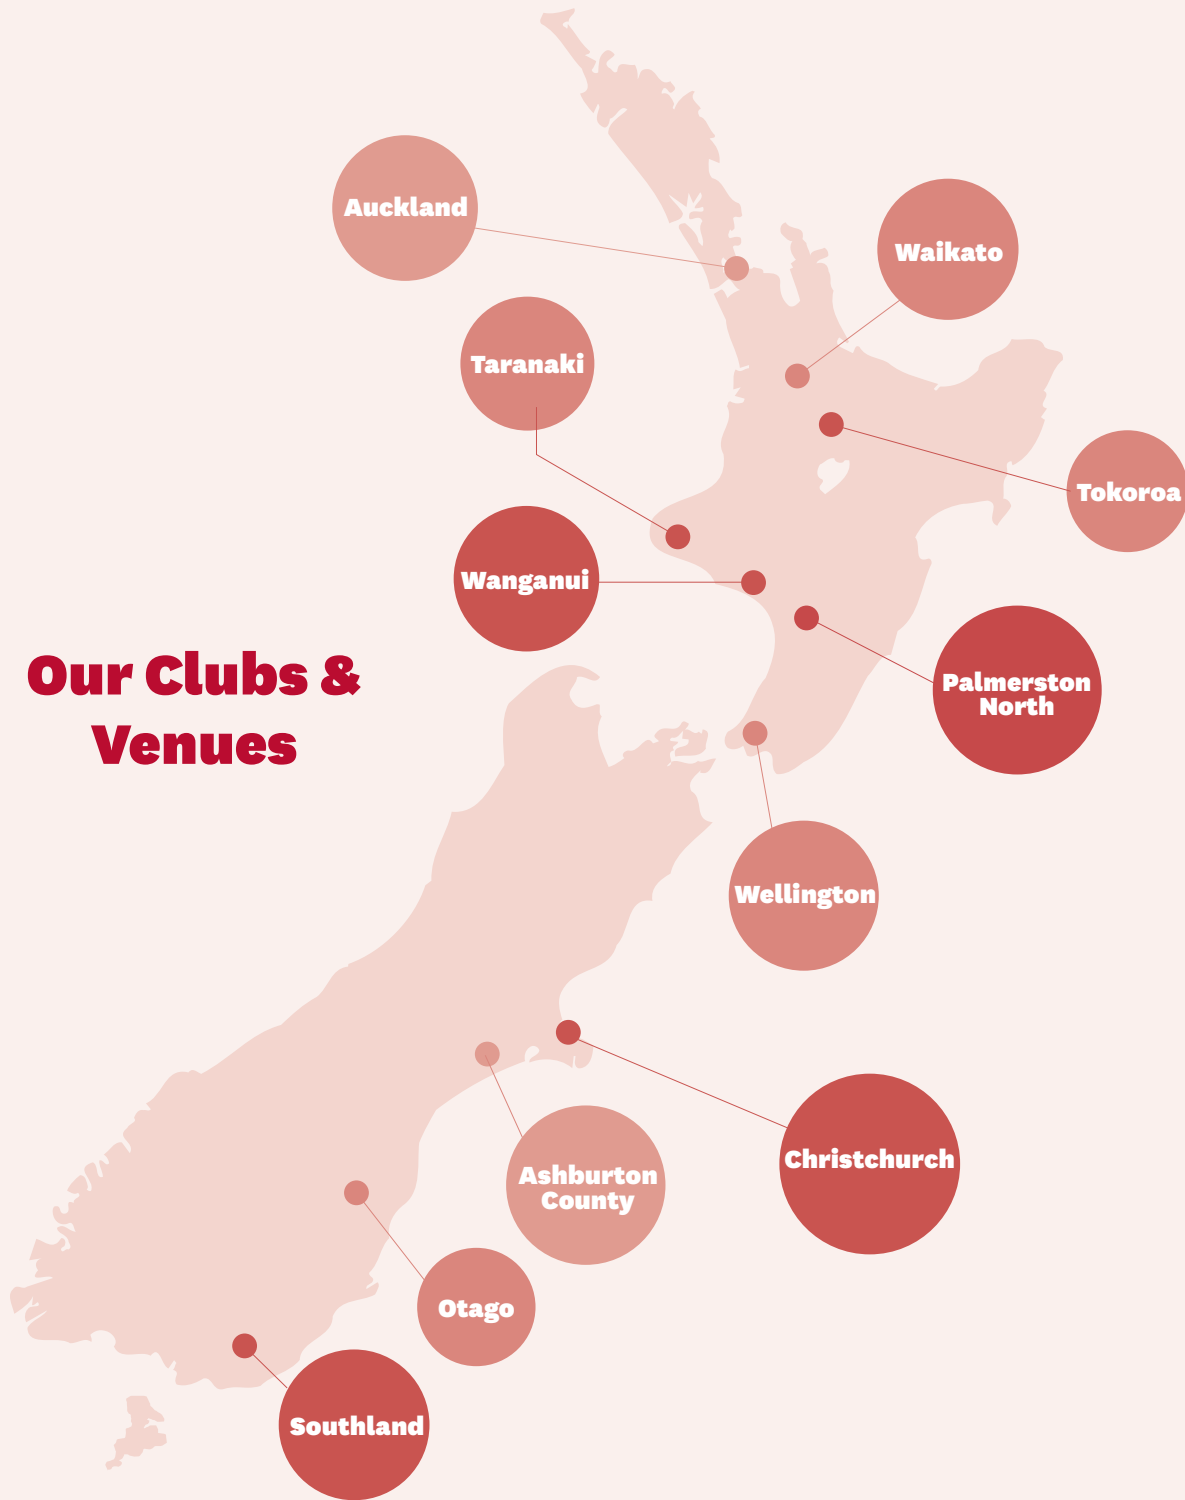 Auckland
Waikato
Taranaki
Tokoroa
Wanganui
Our Clubs &
Venues
Palmerston
North
Wellington
Christchurch
Ashburton
County
Otago
Southland